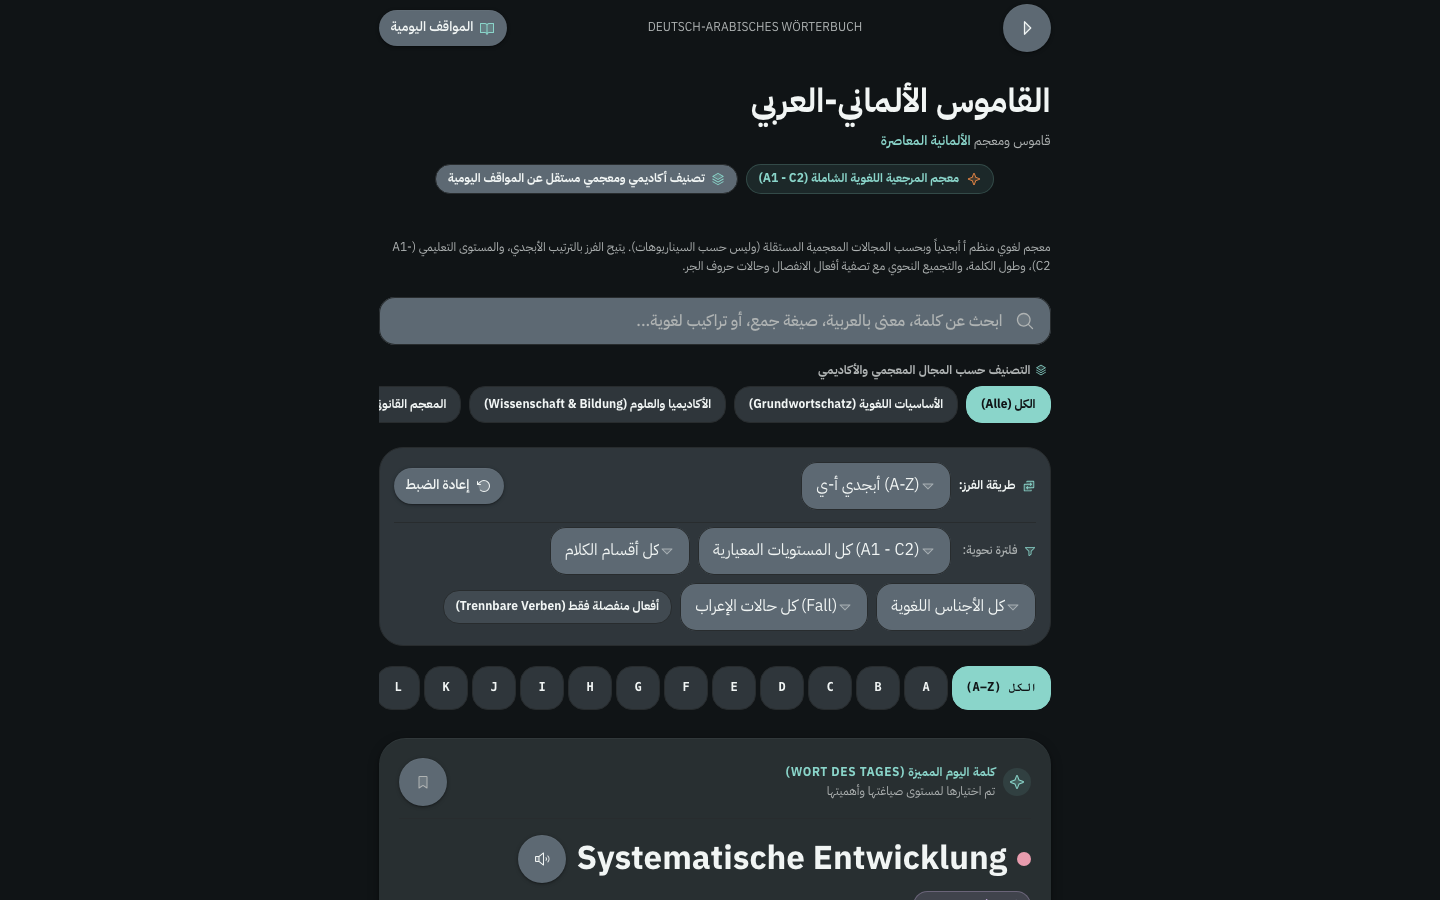 DEUTSCH-ARABISCHES WÖRTERBUCH
المواقف اليومية
القاموس الألماني-العربي
قاموس ومعجم الألمانية المعاصرة
معجم المرجعية اللغوية الشاملة (A1 - C2)
تصنيف أكاديمي ومعجمي مستقل عن المواقف اليومية
معجم لغوي منظم أ أبجدياً وبحسب المجالات المعجمية المستقلة (وليس حسب السيناريوهات). يتيح الفرز بالترتيب الأبجدي، والمستوى التعليمي (A1-
C2)، وطول الكلمة، والتجميع النحوي مع تصفية أفعال الانفصال وحالات حروف الجر.
ابحث عن كلمة، معنى بالعربية، صيغة جمع، أو تراكيب لغوية...
التصنيف حسب المجال المعجمي والأكاديمي
الكل (Alle)
الأساسيات اللغوية (Grundwortschatz)
الأكاديميا والعلوم (Wissenschaft & Bildung)
المعجم
طريقة الفرز:
أبجدي أ-ي (A-Z)
إعادة الضبط
فلترة نحوية:
كل المستويات المعيارية (A1 - C2)
كل أقسام الكلام
كل الأجناس اللغوية
كل حالات الإعراب (Fall)
أفعال منفصلة فقط (Trennbare Verben)
الكل (A–Z)
A
B
C
D
E
F
G
H
I
J
K
L
كلمة اليوم المميزة (WORT DES TAGES)
تم اختيارها لمستوى صياغتها وأهميتها
Systematische Entwicklung